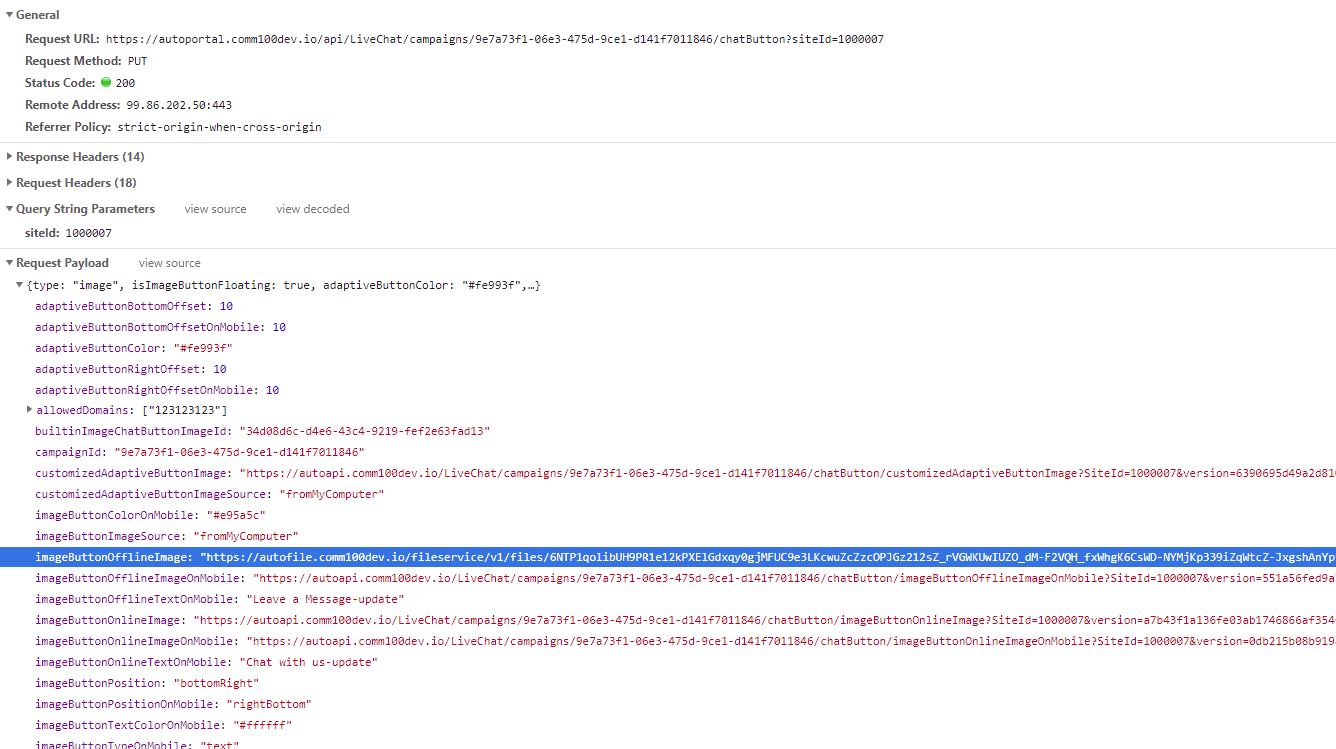 General
Request URL: https://autoportal.comm100dev.io/api/LiveChat/campaigns/9e7a73f1-06e3-475d-9ce1-d141f7011846/chatButton?siteId=1000007
Request Method: PUT
Status Code: 200
Remote Address: 99.86.202.50:443
Referrer Policy: strict-origin-when-cross-origin
Response Headers (14)
Request Headers (18)
Query String Parameters view source view decoded
siteId: 1000007
Request Payload view source
{type: "image", isImageButtonFloating: true, adaptiveButtonColor: "#fe993f",…}
adaptiveButtonBottomOffset: 10
adaptiveButtonBottomOffsetOnMobile: 10
adaptiveButtonColor: "#fe993f"
adaptiveButtonRightOffset: 10
adaptiveButtonRightOffsetOnMobile: 10
allowedDomains: ["123123123"]
builtinImageChatButtonImageId: "34d08d6c-d4e6-43c4-9219-fef2e63fad13"
campaignId: "9e7a73f1-06e3-475d-9ce1-d141f7011846"
customizedAdaptiveButtonImage: "https://autoapi.comm100dev.io/LiveChat/campaigns/9e7a73f1-06e3-475d-9ce1-d141f7011846/chatButton/customizedAdaptiveButtonImage?SiteId=1000007&version=6390695d49a2d81
customizedAdaptiveButtonImageSource: "fromMyComputer"
imageButtonColorOnMobile: "#e95a5c"
imageButtonImageSource: "fromMyComputer"
imageButtonOfflineImage: "https://autofile.comm100dev.io/fileservice/v1/files/6NTP1qolibUH9PR1e12kPXElGdxqy0gjMFUC9e3LKcwuZcZzcOPJGz212sZ_rVGWKUwIUZO_dM-F2VQH_fxWhgK6CsWD-NYMjKp339iZqWtcZ-JxgshAnYp
imageButtonOfflineImageOnMobile: "https://autoapi.comm100dev.io/LiveChat/campaigns/9e7a73f1-06e3-475d-9ce1-d141f7011846/chatButton/imageButtonOfflineImageOnMobile?SiteId=1000007&version=551a56fed9a
imageButtonOfflineTextOnMobile: "Leave a Message-update"
imageButtonOnlineImage: "https://autoapi.comm100dev.io/LiveChat/campaigns/9e7a73f1-06e3-475d-9ce1-d141f7011846/chatButton/imageButtonOnlineImage?SiteId=1000007&version=a7b43f1a136fe03ab1746866af354
imageButtonOnlineImageOnMobile: "https://autoapi.comm100dev.io/LiveChat/campaigns/9e7a73f1-06e3-475d-9ce1-d141f7011846/chatButton/imageButtonOnlineImageOnMobile?SiteId=1000007&version=0db215b08b919
imageButtonOnlineTextOnMobile: "Chat with us-update"
imageButtonPosition: "bottomRight"
imageButtonPositionOnMobile: "rightBottom"
imageButtonTextColorOnMobile: "#ffffff"
imageButtonTypeOnMobile: "text"